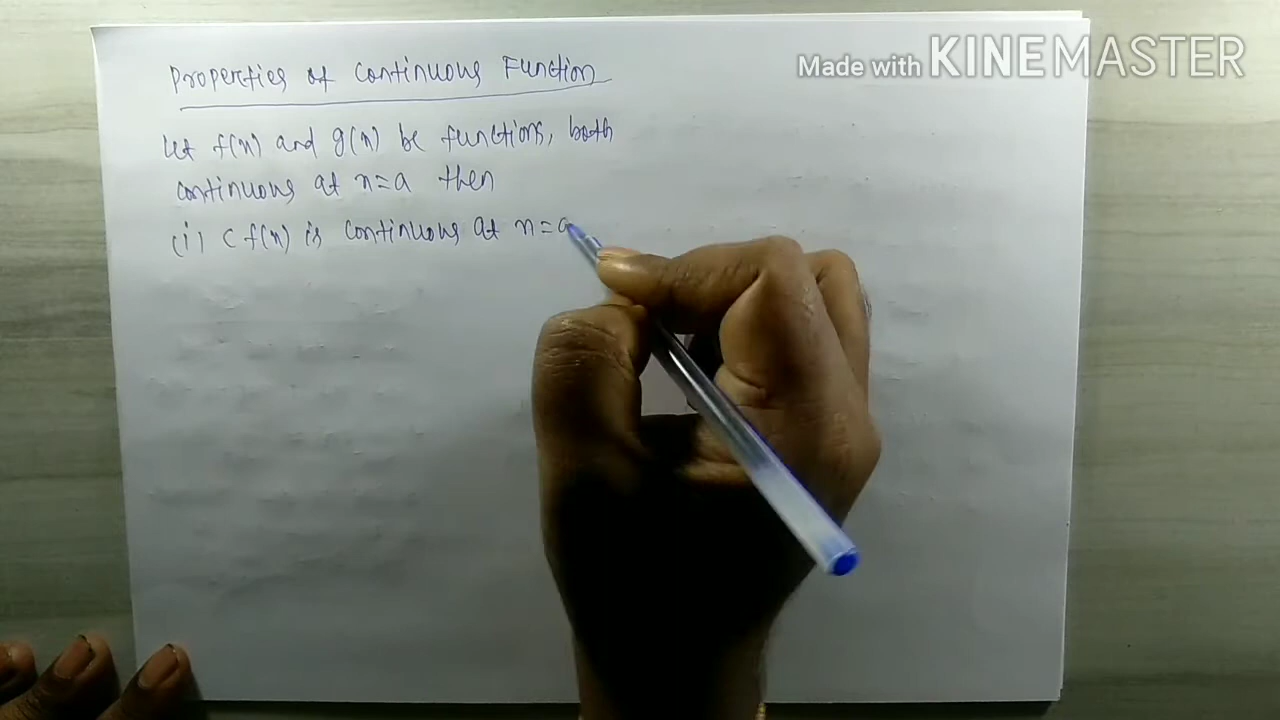 Made with KINEMASTER
Properties of Continuous Function
Let f(x) and g(x) be functions, both
continuous at x=a then
(i) c f(x) is continuous at x=a